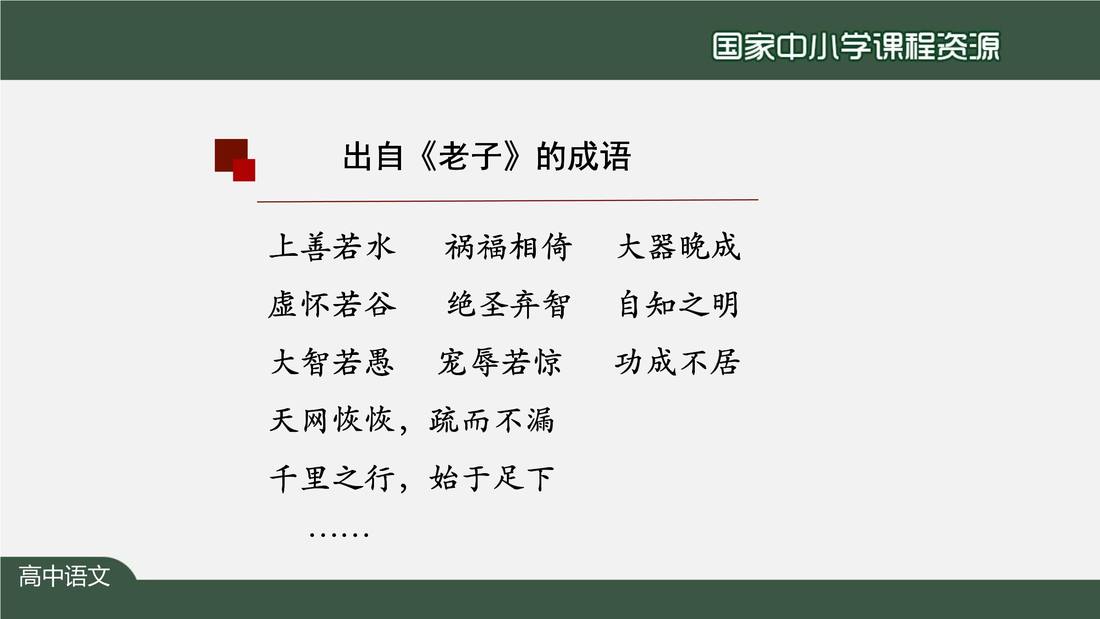 国家中小学课程资源
出自《老子》的成语
上善若水 祸福相倚 大器晚成
虚怀若谷 绝圣弃智 自知之明
大智若愚 宠辱若惊 功成不居
天网恢恢，疏而不漏
千里之行，始于足下
……
高中语文